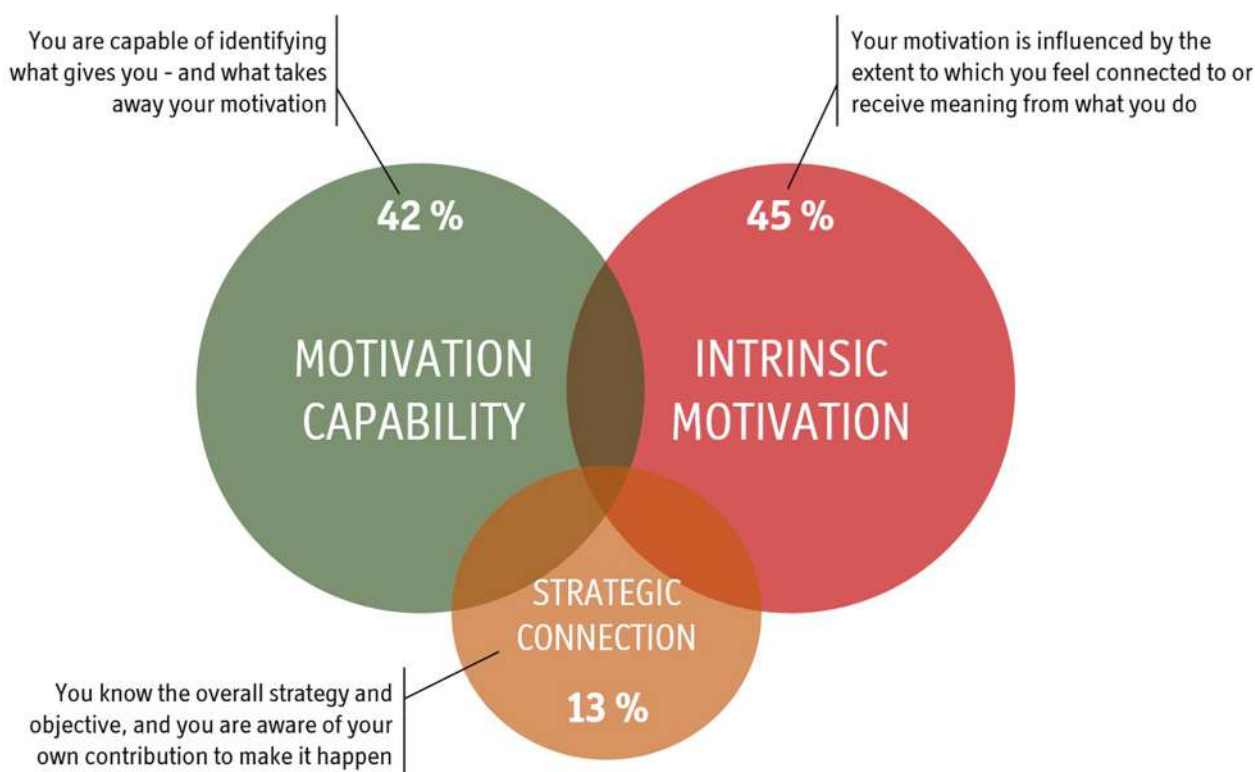 You are capable of identifying
what gives you - and what takes
away your motivation
Your motivation is influenced by the
extent to which you feel connected to or
receive meaning from what you do
42 %
45 %
MOTIVATION
CAPABILITY
INTRINSIC
MOTIVATION
STRATEGIC
CONNECTION
13 %
You know the overall strategy and
objective, and you are aware of your
own contribution to make it happen